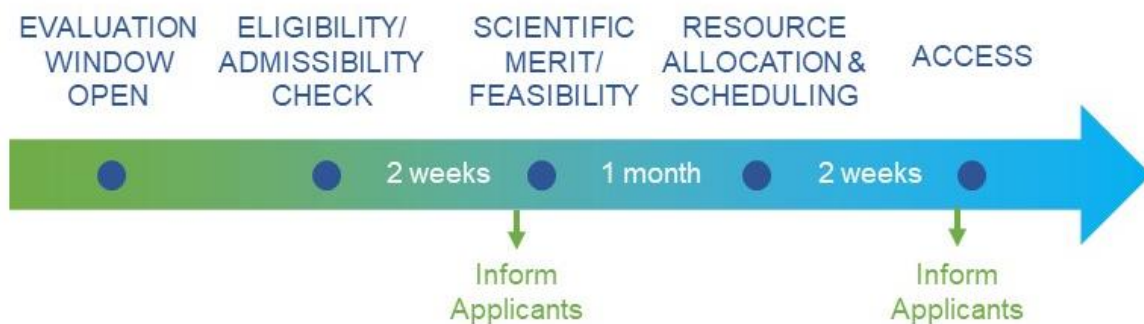 EVALUATION
WINDOW
OPEN
ELIGIBILITY/
ADMISSIBILITY
CHECK
SCIENTIFIC
MERIT/
FEASIBILITY
RESOURCE
ALLOCATION &
SCHEDULING
ACCESS
2 weeks
1 month
2 weeks
Inform
Applicants
Inform
Applicants